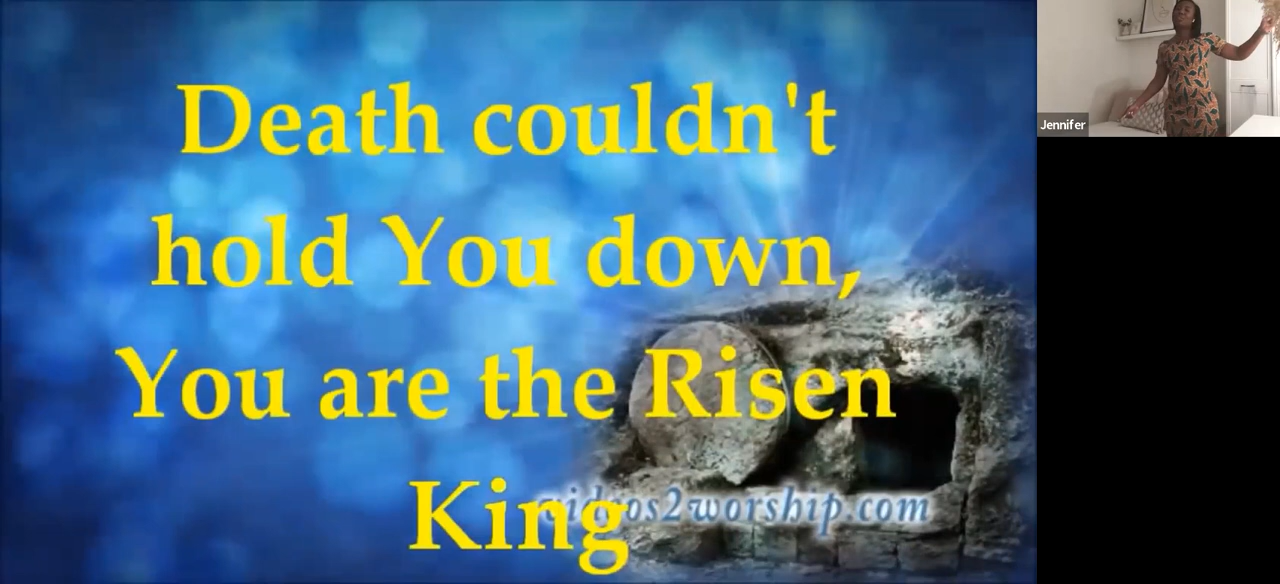 Death couldn't
hold You down,
You are the Risen
King
videos2worship.com
Jennifer